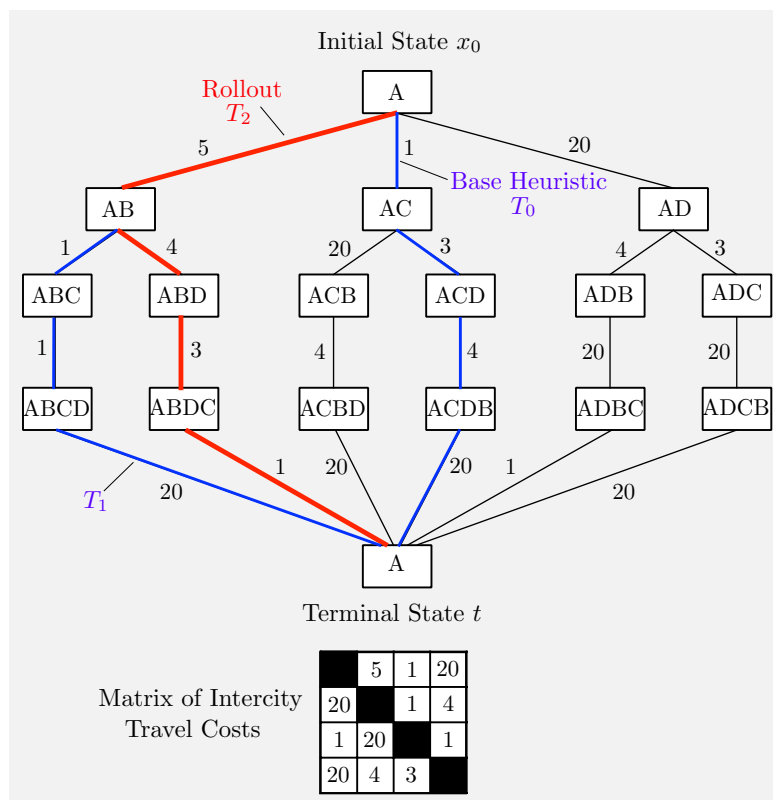 Initial State x₀
Rollout
T₂
A
5
1
20
Base Heuristic
T₀
AB
AC
AD
1
4
20
3
4
3
ABC
ABD
ACB
ACD
ADB
ADC
1
3
4
4
20
20
ABCD
ABDC
ACBD
ACDB
ADBC
ADCB
T₁
20
1
20
20
1
20
A
Terminal State t
Matrix of Intercity
Travel Costs
5 1 20
20 1 4
1 20 1
20 4 3